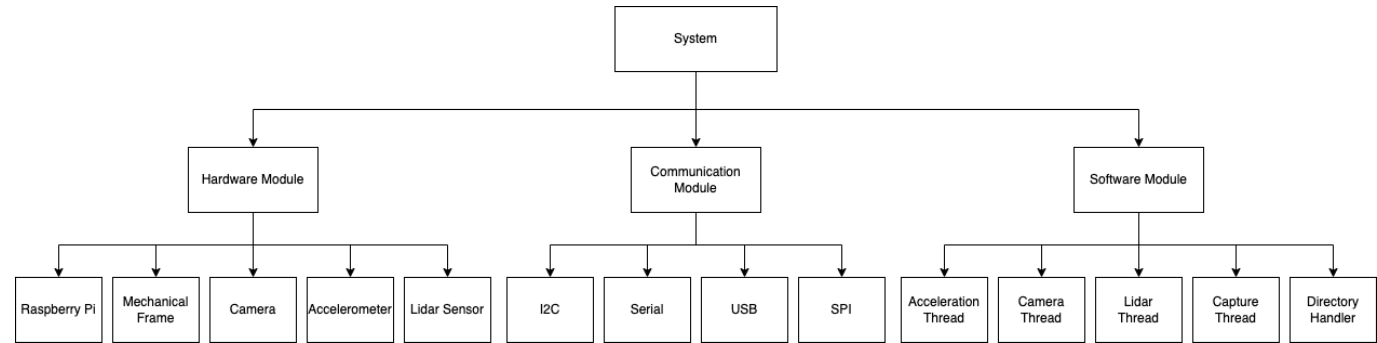 System
Hardware Module
Communication
Module
Software Module
Raspberry Pi
Mechanical
Frame
Camera
Accelerometer
Lidar Sensor
I2C
Serial
USB
SPI
Acceleration
Thread
Camera
Thread
Lidar
Thread
Capture
Thread
Directory
Handler